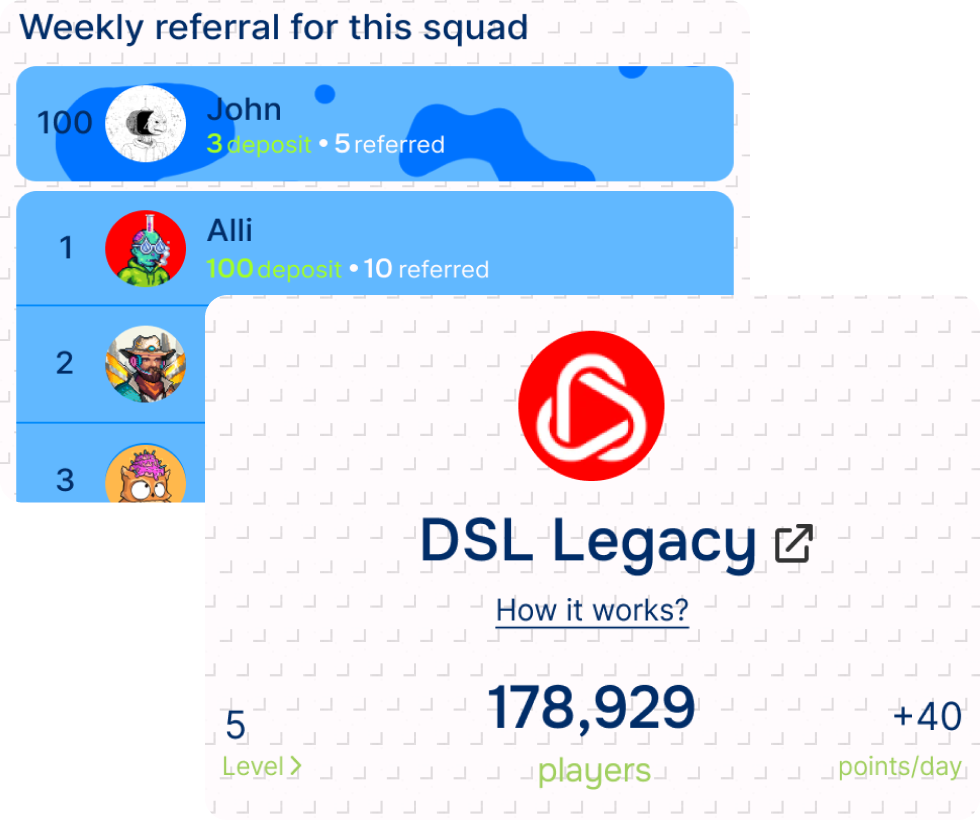 Weekly referral for this squad
100
John
3 deposit • 5 referred
1
Alli
100 deposit • 10 referred
2
3
DSL Legacy
How it works?
178,929
players
5
Level >
+40
points/day